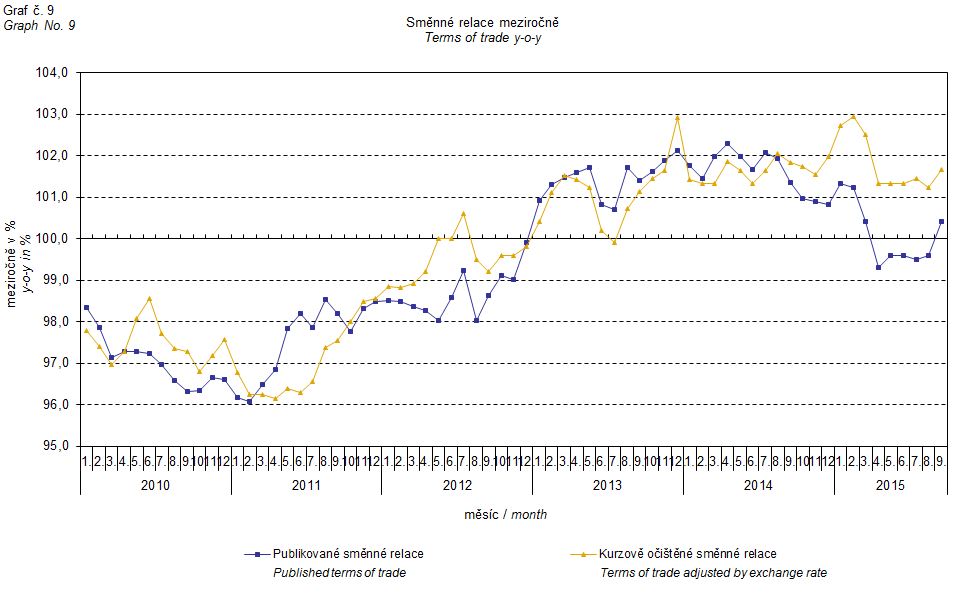 Graf č. 9
Graph No. 9
Směnné relace meziročně
Terms of trade y-o-y
104,0
103,0
102,0
101,0
100,0
99,0
98,0
97,0
96,0
95,0
meziročně v %
y-o-y in %
1. 2. 3. 4. 5. 6. 7. 8. 9. 10 11 12. 1. 2. 3. 4. 5. 6. 7. 8. 9. 10 11 12. 1. 2. 3. 4. 5. 6. 7. 8. 9. 10 11 12. 1. 2. 3. 4. 5. 6. 7. 8. 9. 10 11 12. 1. 2. 3. 4. 5. 6. 7. 8. 9. 10 11 12. 1. 2. 3. 4. 5. 6. 7. 8. 9.
2010 2011 2012 2013 2014 2015
měsíc / month
Publikované směnné relace Kurzově očištěné směnné relace
Published terms of trade Terms of trade adjusted by exchange rate